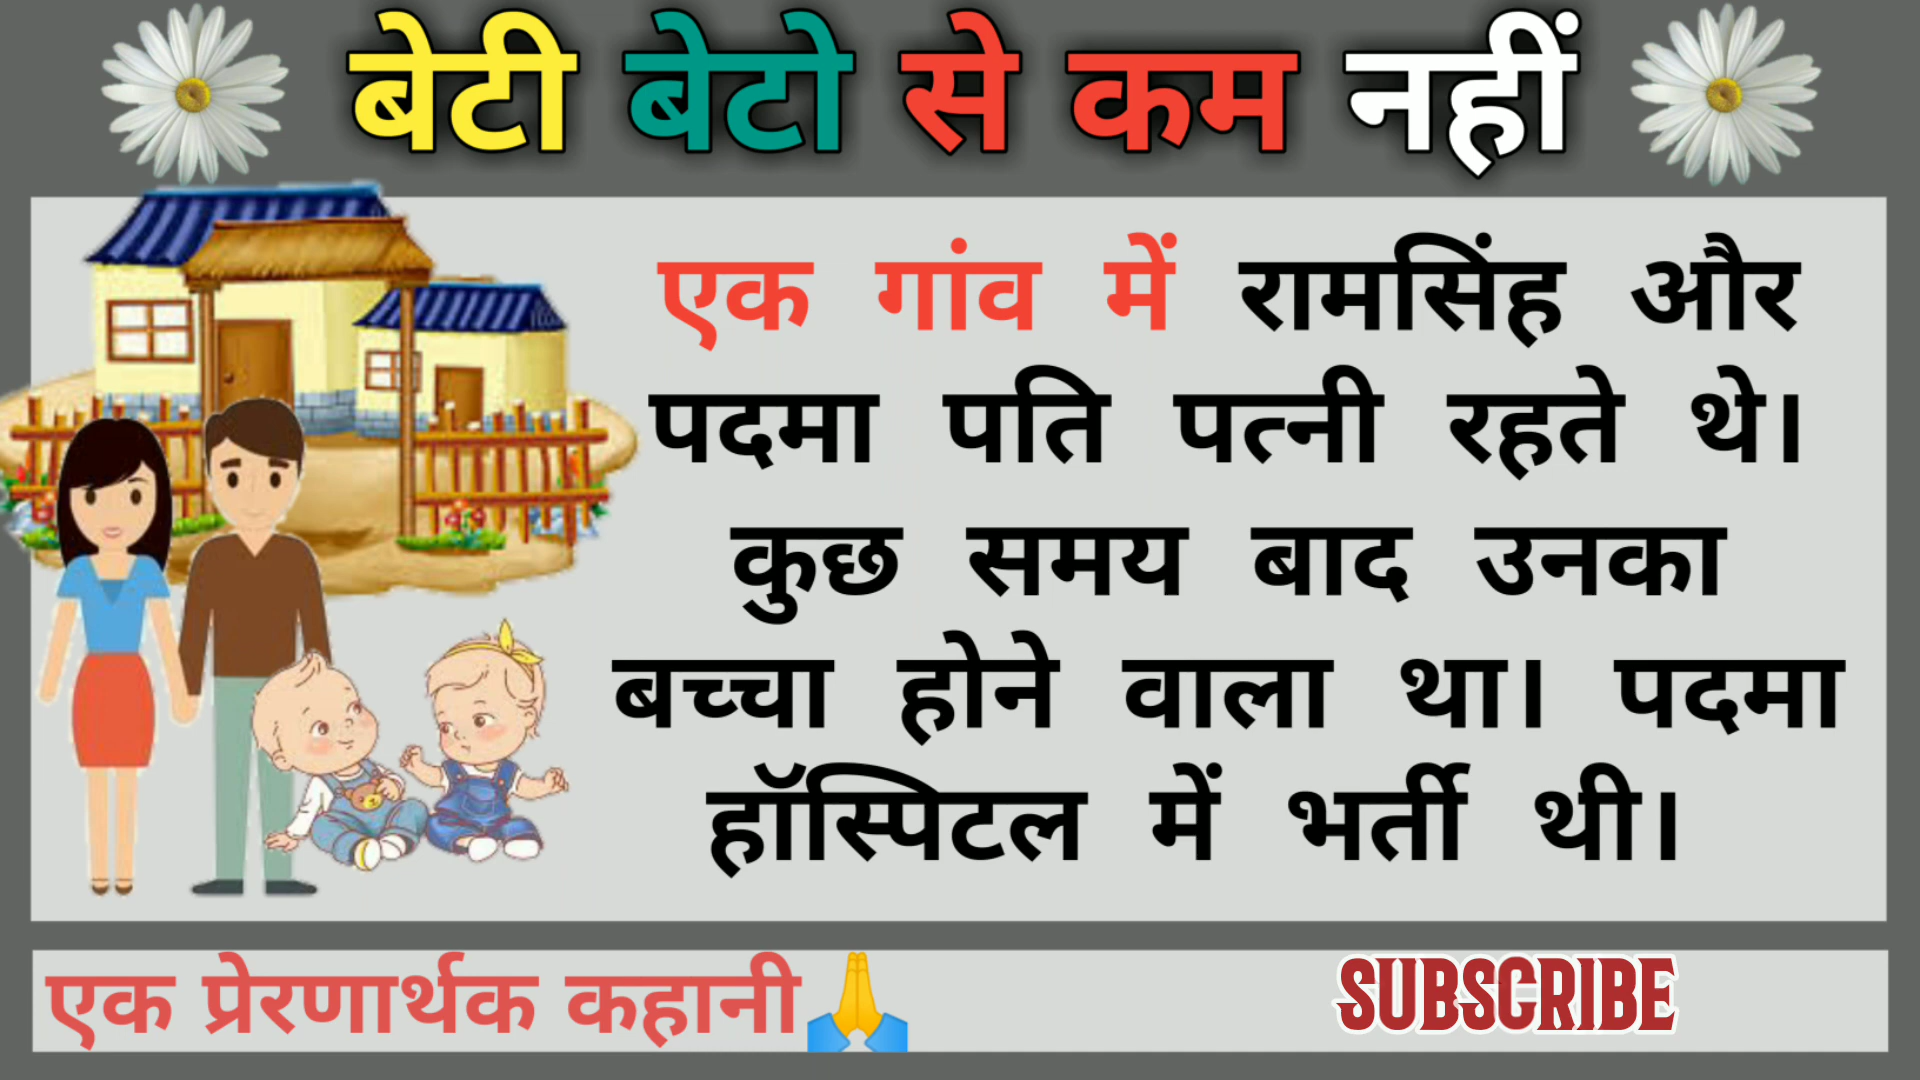 बेटी बेटो से कम नहीं
एक गांव में रामसिंह और
पदमा पति पत्नी रहते थे।
कुछ समय बाद उनका
बच्चा होने वाला था। पदमा
हॉस्पिटल में भर्ती थी।
एक प्रेरणार्थक कहानी🙏
SUBSCRIBE